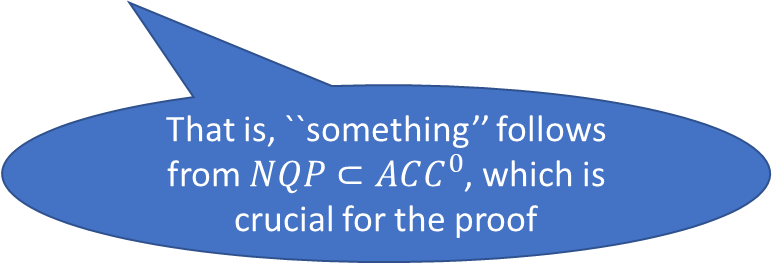 That is, ``something’’ follows
from 𝑁𝑄𝑃 ⊂ 𝐴𝐶𝐶⁰, which is
crucial for the proof